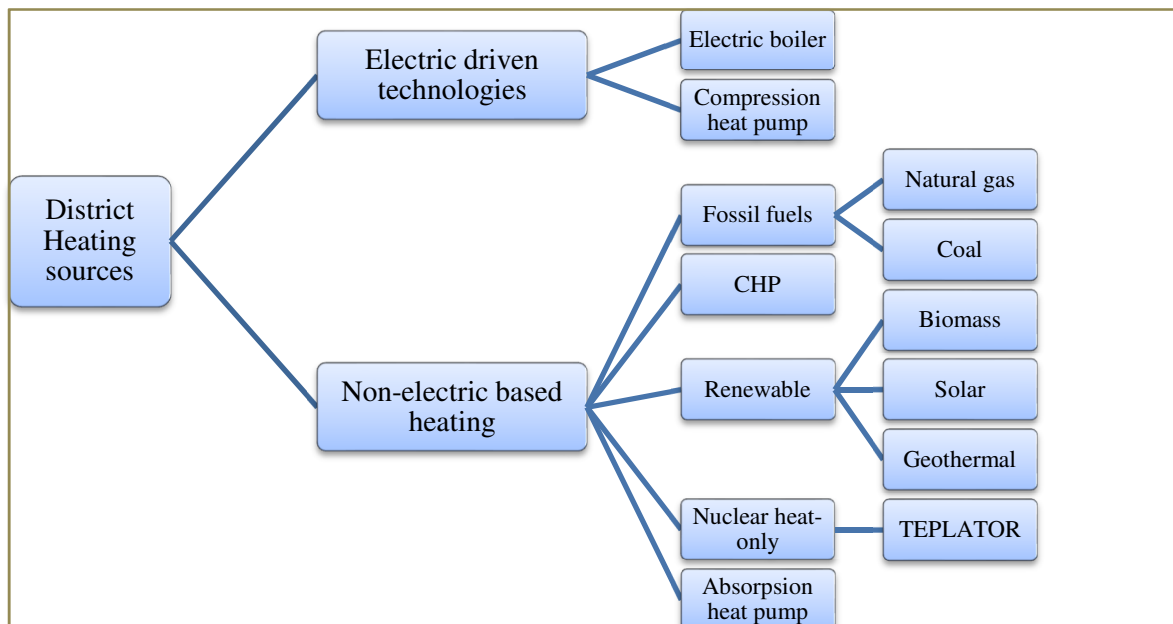 District
Heating
sources
Electric driven
technologies
Electric boiler
Compression
heat pump
Non-electric based
heating
Fossil fuels
Natural gas
Coal
CHP
Renewable
Biomass
Solar
Geothermal
Nuclear heat-
only
TEPLATOR
Absorpsion
heat pump